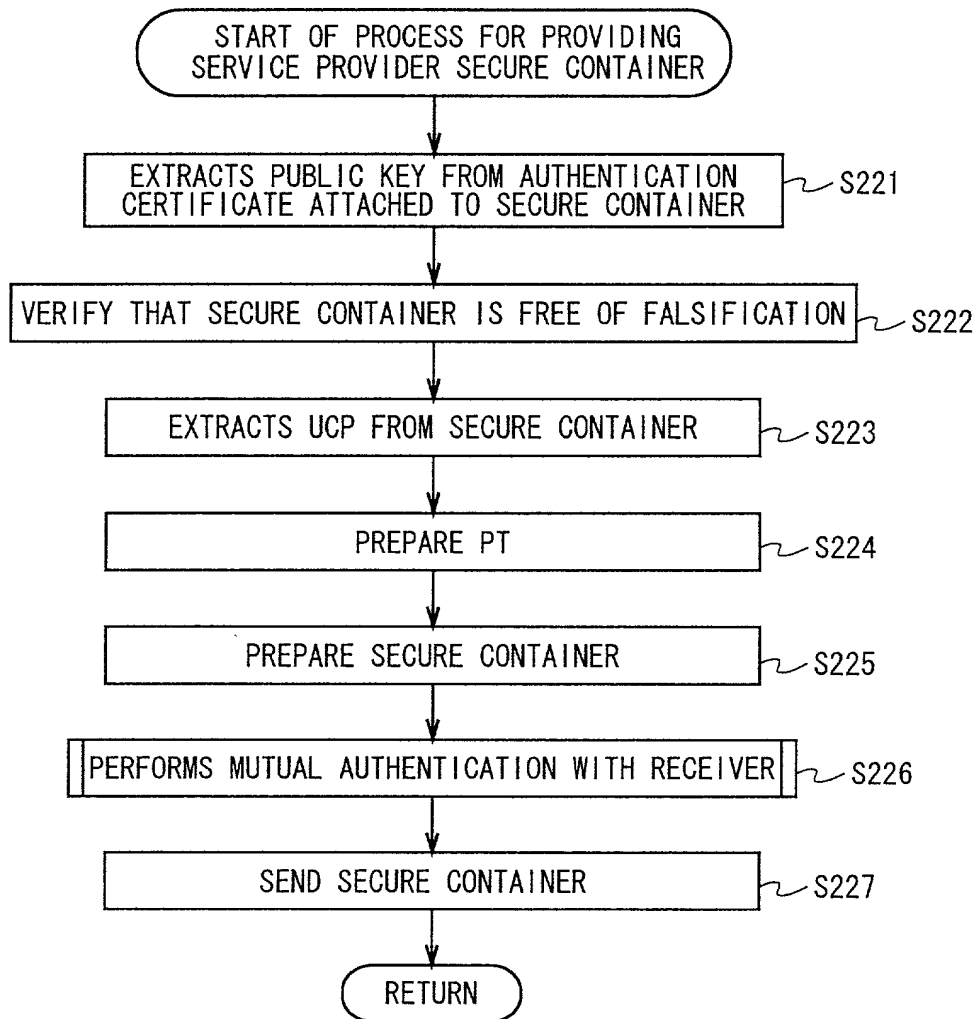 START OF PROCESS FOR PROVIDING
SERVICE PROVIDER SECURE CONTAINER
EXTRACTS PUBLIC KEY FROM AUTHENTICATION
CERTIFICATE ATTACHED TO SECURE CONTAINER
S221
VERIFY THAT SECURE CONTAINER IS FREE OF FALSIFICATION
S222
EXTRACTS UCP FROM SECURE CONTAINER
S223
PREPARE PT
S224
PREPARE SECURE CONTAINER
S225
PERFORMS MUTUAL AUTHENTICATION WITH RECEIVER
S226
SEND SECURE CONTAINER
S227
RETURN